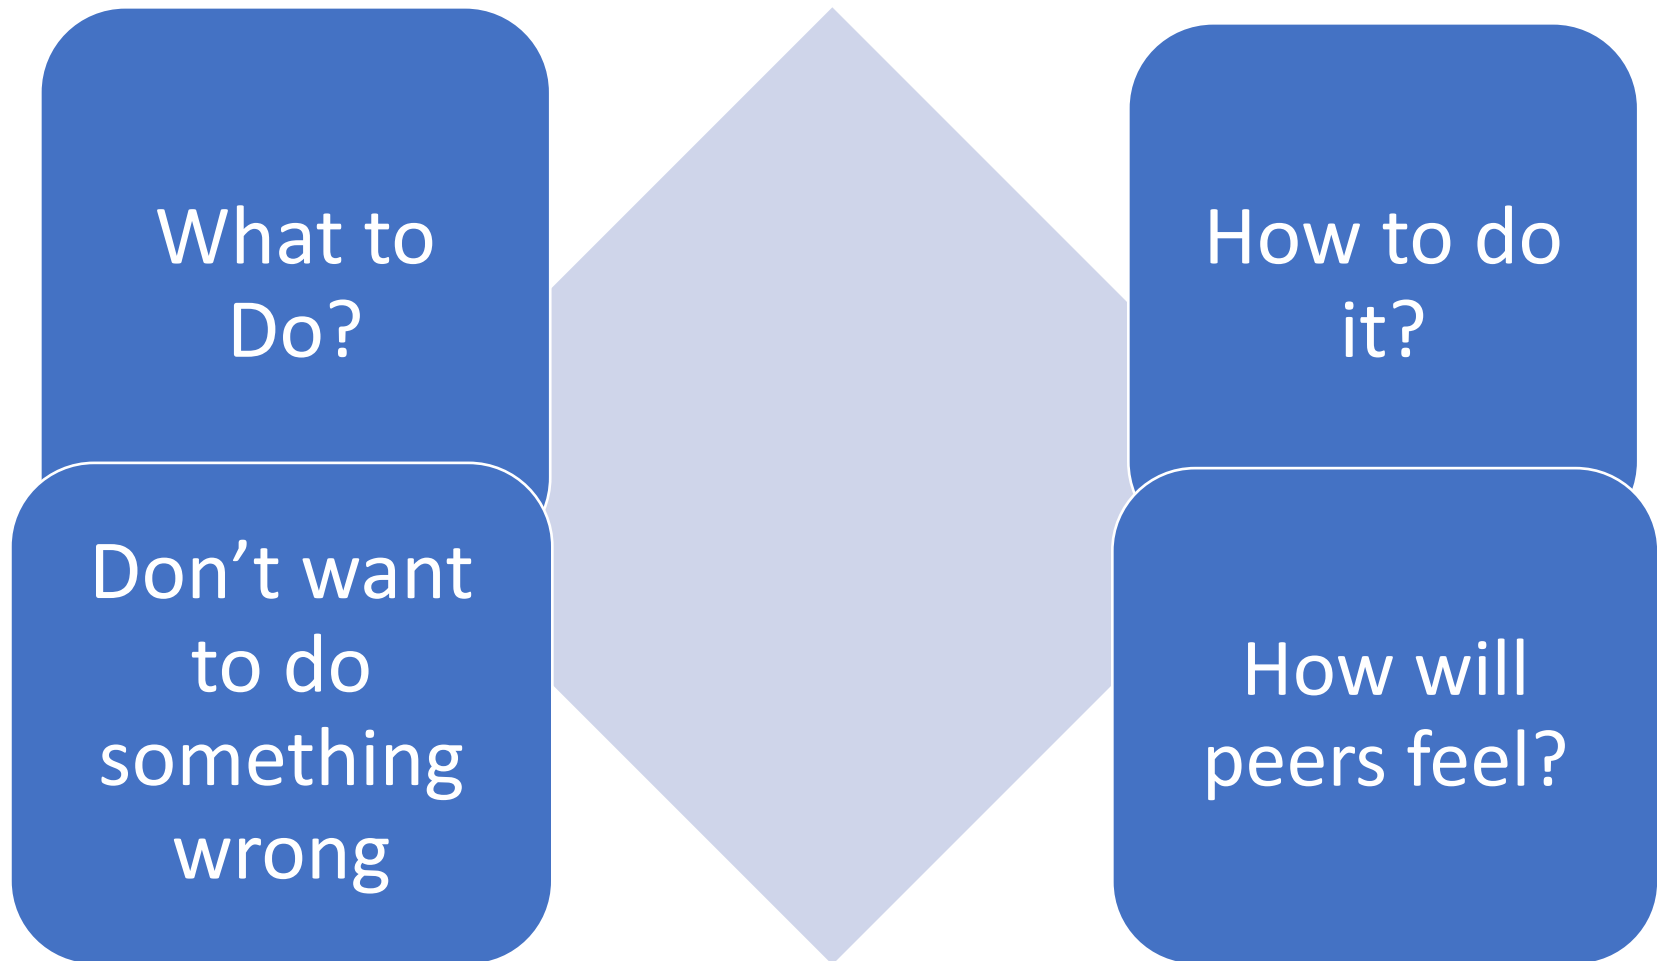 What to
Do?
How to do
it?
Don’t want
to do
something
wrong
How will
peers feel?